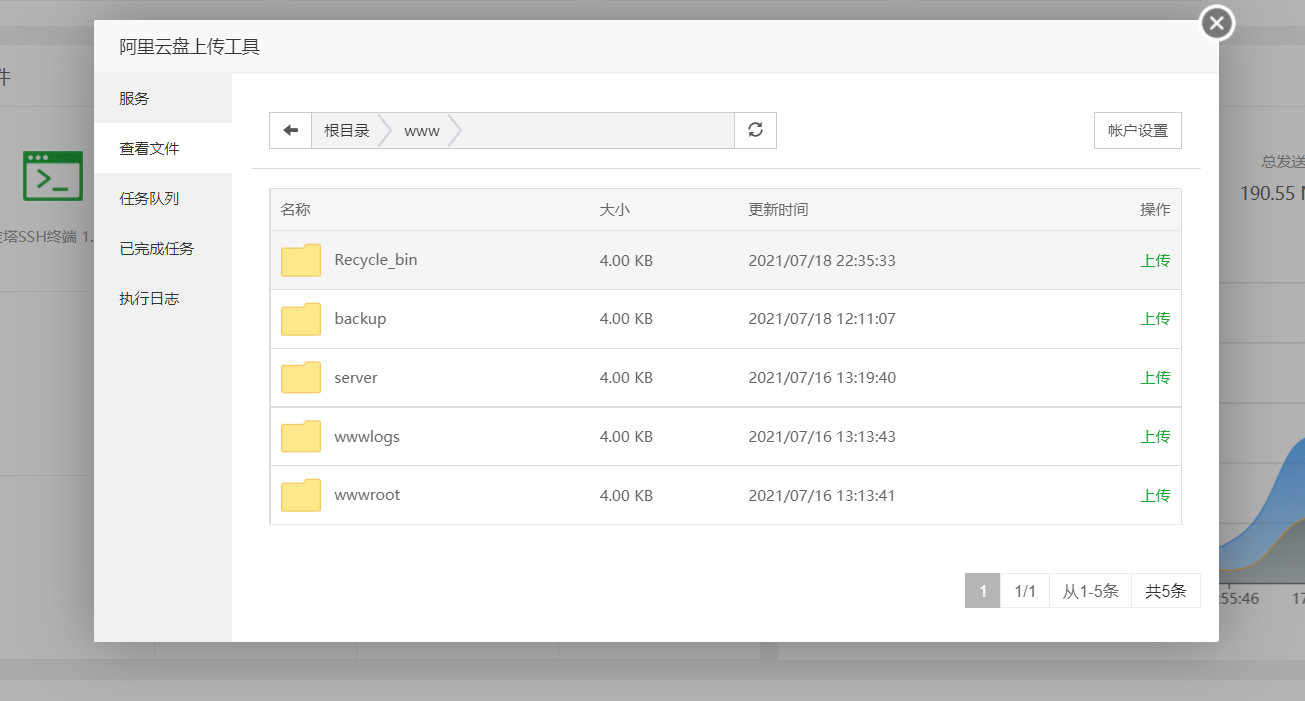 阿里云盘上传工具
件
服务
查看文件
任务队列
已完成任务
执行日志
塔SSH终端 1.
根目录 www
帐户设置
名称 大小 更新时间 操作
Recycle_bin 4.00 KB 2021/07/18 22:35:33 上传
backup 4.00 KB 2021/07/18 12:11:07 上传
server 4.00 KB 2021/07/16 13:19:40 上传
wwwlogs 4.00 KB 2021/07/16 13:13:43 上传
wwwroot 4.00 KB 2021/07/16 13:13:41 上传
1 1/1 从1-5条 共5条
总发送
190.55
:55:46 17